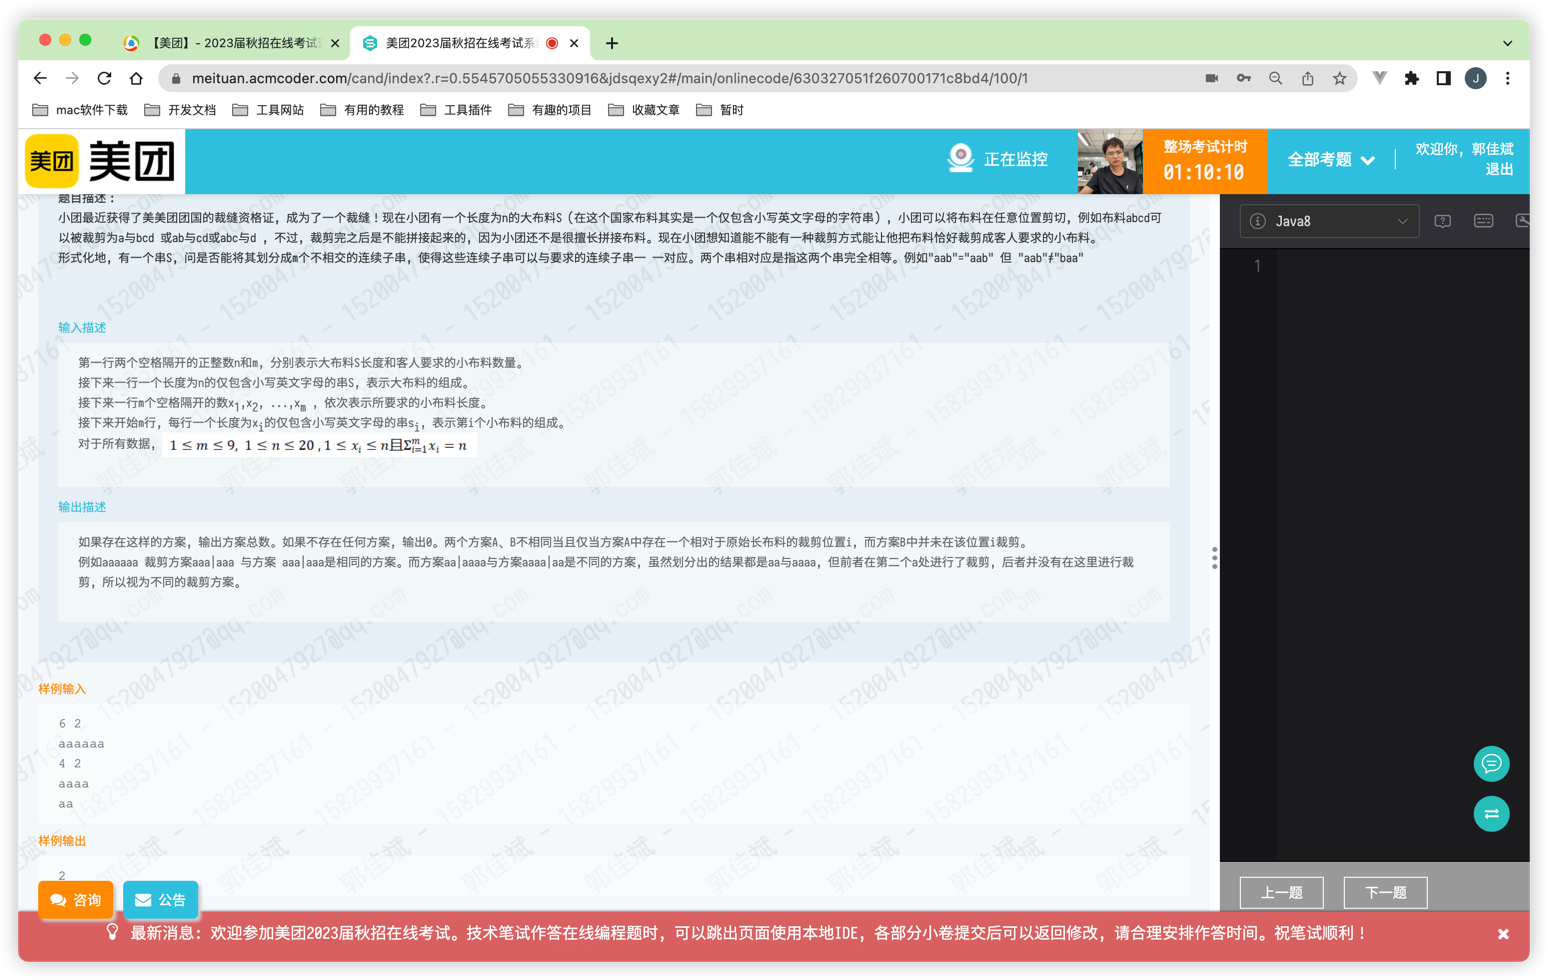 【美团】- 2023届秋招在线考试
美团2023届秋招在线考试系
meituan.acmcoder.com/cand/index?.r=0.5545705055330916&jdsqexy2#/main/onlinecode/630327051f260700171c8bd4/100/1
J
mac软件下载 开发文档 工具网站 有用的教程 工具插件 有趣的项目 收藏文章 暂时
美团 美团
正在监控
整场考试计时
01:10:10
全部考题
欢迎你, 郭佳斌
退出
题目描述：
小团最近获得了美美团团国的裁缝资格证，成为了一个裁缝！现在小团有一个长度为n的大布料S（在这个国家布料其实是一个仅包含小写英文字母的字符串），小团可以将布料在任意位置剪切，例如布料abcd可
以被裁剪为a与bcd 或ab与cd或abc与d ，不过，裁剪完之后是不能拼接起来的，因为小团还不是很擅长拼接布料。现在小团想知道能不能有一种裁剪方式能让他把布料恰好裁剪成客人要求的小布料。
形式化地，有一个串S，问是否能将其划分成m个不相交的连续子串，使得这些连续子串可以与要求的连续子串一 一对应。两个串相对应是指这两个串完全相等。例如"aab"="aab" 但 "aab"≠"baa"
输入描述
第一行两个空格隔开的正整数n和m，分别表示大布料S长度和客人要求的小布料数量。
接下来一行一个长度为n的仅包含小写英文字母的串S，表示大布料的组成。
接下来一行m个空格隔开的数x1,x2, ...,xm ，依次表示所要求的小布料长度。
接下来开始m行，每行一个长度为xi的仅包含小写英文字母的串si，表示第i个小布料的组成。
对于所有数据， 1 ≤ m ≤ 9, 1 ≤ n ≤ 20 , 1 ≤ xi ≤ n且Σ_{i=1}^{m} xi = n
输出描述
如果存在这样的方案，输出方案总数。如果不存在任何方案，输出0。两个方案A、B不相同当且仅当方案A中存在一个相对于原始长布料的裁剪位置i，而方案B中并未在该位置i裁剪。
例如aaaaaa 裁剪方案aaa|aaa 与方案 aaa|aaa是相同的方案。而方案aa|aaaa与方案aaaa|aa是不同的方案，虽然划分出的结果都是aa与aaaa，但前者在第二个a处进行了裁剪，后者并没有在这里进行裁
剪，所以视为不同的裁剪方案。
样例输入
6 2
aaaaaa
4 2
aaaa
aa
样例输出
2
Java8
1
上一题 下一题
咨询 公告
最新消息: 欢迎参加美团2023届秋招在线考试。技术笔试作答在线编程题时，可以跳出页面使用本地IDE，各部分小卷提交后可以返回修改，请合理安排作答时间。祝笔试顺利！
郭佳斌 - 15829937161 - 1520047927@qq.com